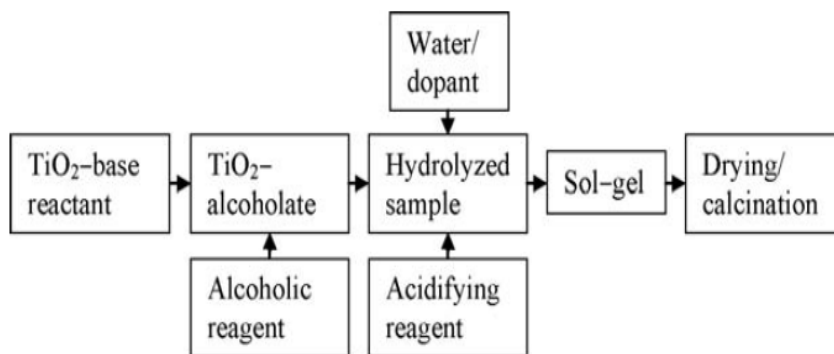 Water/
dopant
TiO₂–base
reactant
TiO₂–
alcoholate
Hydrolyzed
sample
Sol–gel
Drying/
calcination
Alcoholic
reagent
Acidifying
reagent